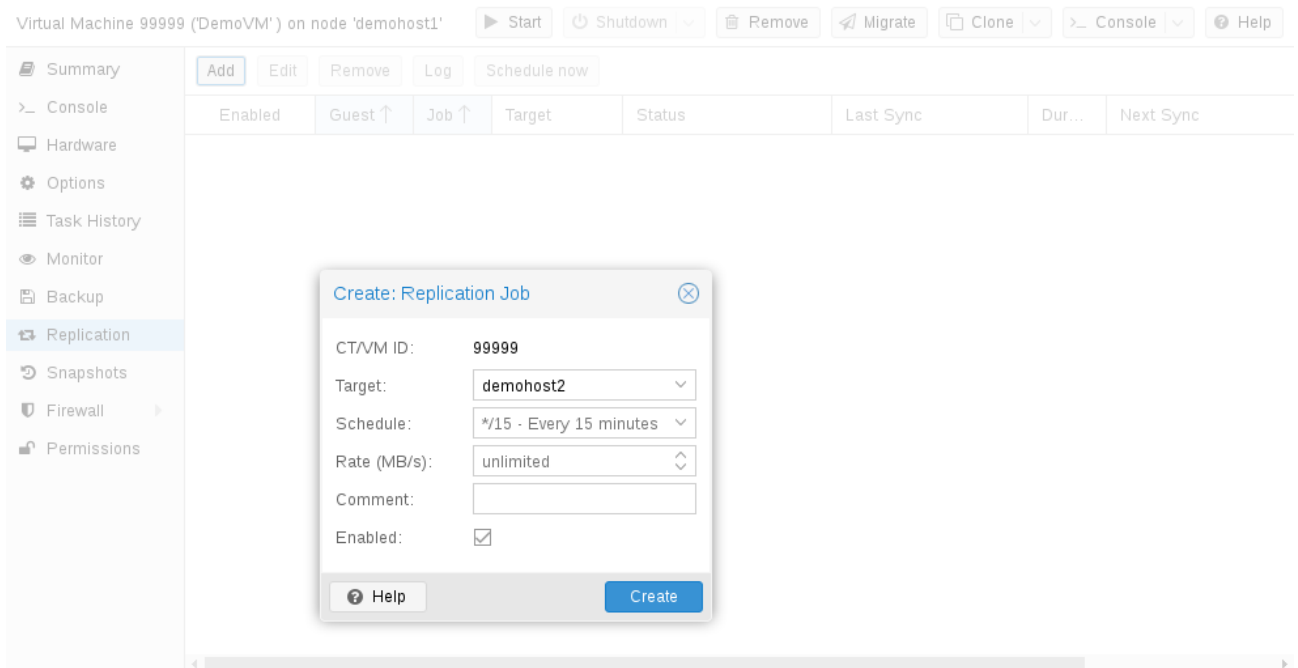 Virtual Machine 99999 ('DemoVM' ) on node 'demohost1' Start Shutdown Remove Migrate Clone >_ Console Help
Summary
>_ Console
Hardware
Options
Task History
Monitor
Backup
Replication
Snapshots
Firewall
Permissions
Add Edit Remove Log Schedule now
Enabled Guest ↑ Job ↑ Target Status Last Sync Dur... Next Sync
Create: Replication Job
CT/VM ID: 99999
Target: demohost2
Schedule: */15 - Every 15 minutes
Rate (MB/s): unlimited
Comment:
Enabled:
Help Create